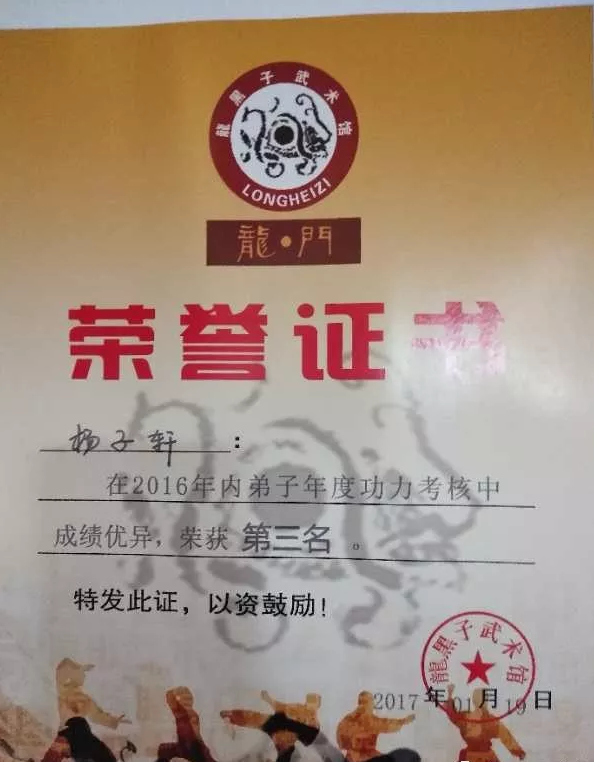 龍黑子武术馆
LONGHEIZI
龍·門
荣誉证书
杨子轩：
在2016年内弟子年度功力考核中
成绩优异，荣获 第三名 。
特发此证，以资鼓励！
龍黑子武术馆
2017年01月19日